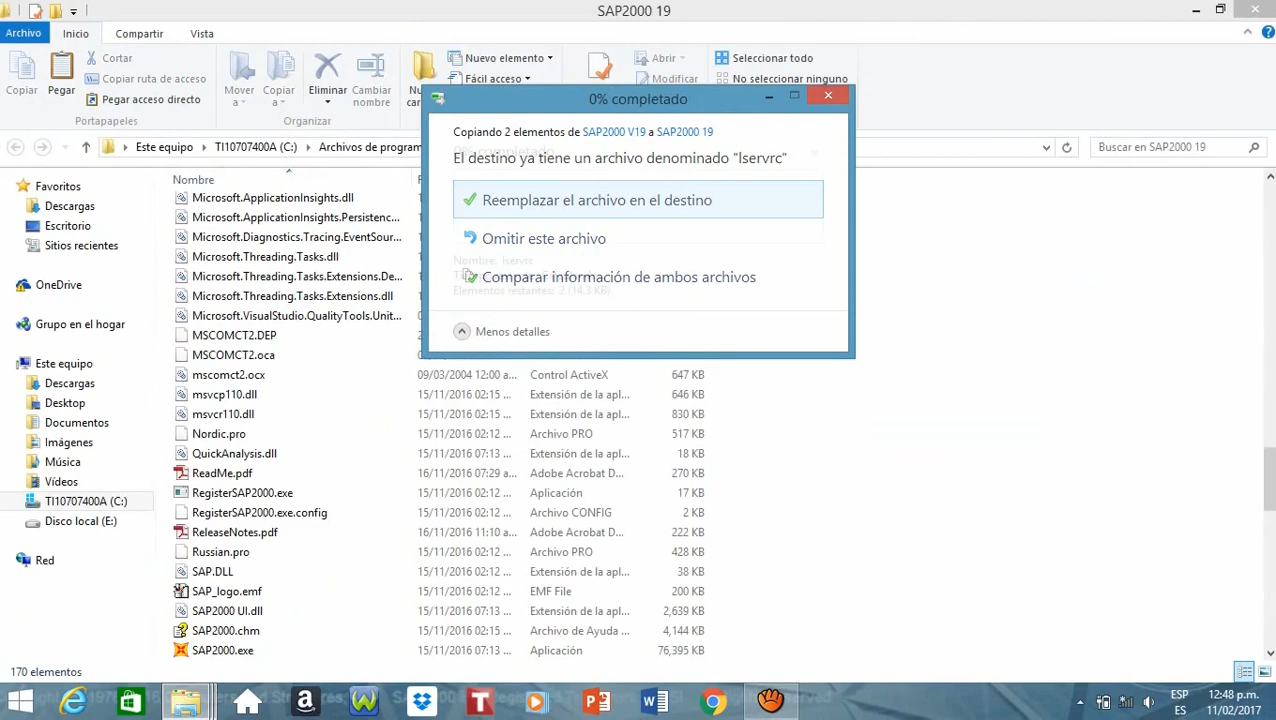 SAP2000 19
Archivo Inicio Compartir Vista
Copiar
Pegar
Cortar
Copiar ruta de acceso
Pegar acceso directo
Portapapeles
Mover a
Copiar a
Eliminar
Cambiar nombre
Organizar
Nuevo elemento
Fácil acceso
Abrir
Modificar
Seleccionar todo
No seleccionar ninguno
Este equipo TI10707400A (C:) Archivos de program
Buscar en SAP2000 19
0% completado
Copiando 2 elementos de SAP2000 V19 a SAP2000 19
El destino ya tiene un archivo denominado "lservrc"
Reemplazar el archivo en el destino
Omitir este archivo
Nombre: lservrc
Comparar información de ambos archivos
Elementos restantes: 2 (14.3 KB)
Menos detalles
Favoritos
Descargas
Escritorio
Sitios recientes
OneDrive
Grupo en el hogar
Este equipo
Descargas
Desktop
Documentos
Imágenes
Música
Vídeos
TI10707400A (C:)
Disco local (E:)
Red
Nombre
Microsoft.ApplicationInsights.dll
Microsoft.ApplicationInsights.Persistenc...
Microsoft.Diagnostics.Tracing.EventSour...
Microsoft.Threading.Tasks.dll
Microsoft.Threading.Tasks.Extensions.De...
Microsoft.Threading.Tasks.Extensions.dll
Microsoft.VisualStudio.QualityTools.Unit...
MSCOMCT2.DEP
MSCOMCT2.oca
mscomct2.ocx 09/03/2004 12:00 a... Control ActiveX 647 KB
msvcp110.dll 15/11/2016 02:15 ... Extensión de la apl... 646 KB
msvcr110.dll 15/11/2016 02:15 ... Extensión de la apl... 830 KB
Nordic.pro 15/11/2016 02:12 ... Archivo PRO 517 KB
QuickAnalysis.dll 15/11/2016 07:13 ... Extensión de la apl... 18 KB
ReadMe.pdf 16/11/2016 07:29 a... Adobe Acrobat D... 270 KB
RegisterSAP2000.exe 15/11/2016 02:12 ... Aplicación 17 KB
RegisterSAP2000.exe.config 15/11/2016 02:12 ... Archivo CONFIG 2 KB
ReleaseNotes.pdf 16/11/2016 11:10 a... Adobe Acrobat D... 222 KB
Russian.pro 15/11/2016 02:12 ... Archivo PRO 428 KB
SAP.DLL 15/11/2016 02:12 ... Extensión de la apl... 38 KB
SAP_logo.emf 15/11/2016 02:12 ... EMF File 200 KB
SAP2000 UI.dll 15/11/2016 07:13 ... Extensión de la apl... 2,639 KB
SAP2000.chm 15/11/2016 02:15 ... Archivo de Ayuda ... 4,144 KB
SAP2000.exe 15/11/2016 07:13 ... Aplicación 76,395 KB
170 elementos
ESP
ES
12:48 p.m.
11/02/2017